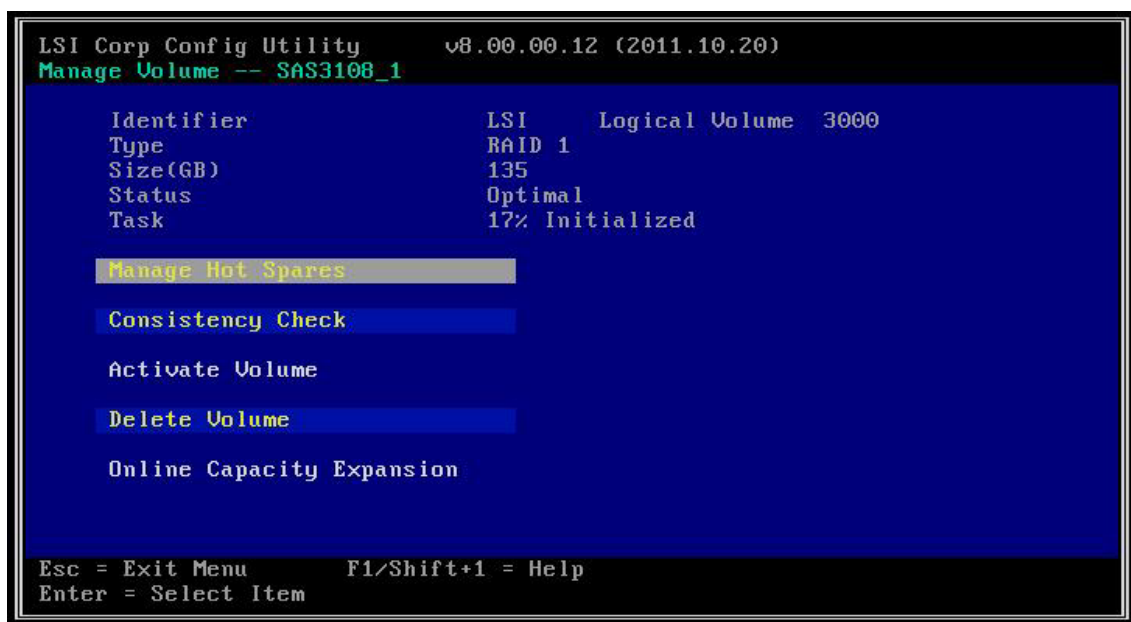 LSI Corp Config Utility v8.00.00.12 (2011.10.20)
Manage Volume -- SAS3108_1
Identifier LSI Logical Volume 3000
Type RAID 1
Size(GB) 135
Status Optimal
Task 17% Initialized
Manage Hot Spares
Consistency Check
Activate Volume
Delete Volume
Online Capacity Expansion
Esc = Exit Menu F1/Shift+1 = Help
Enter = Select Item